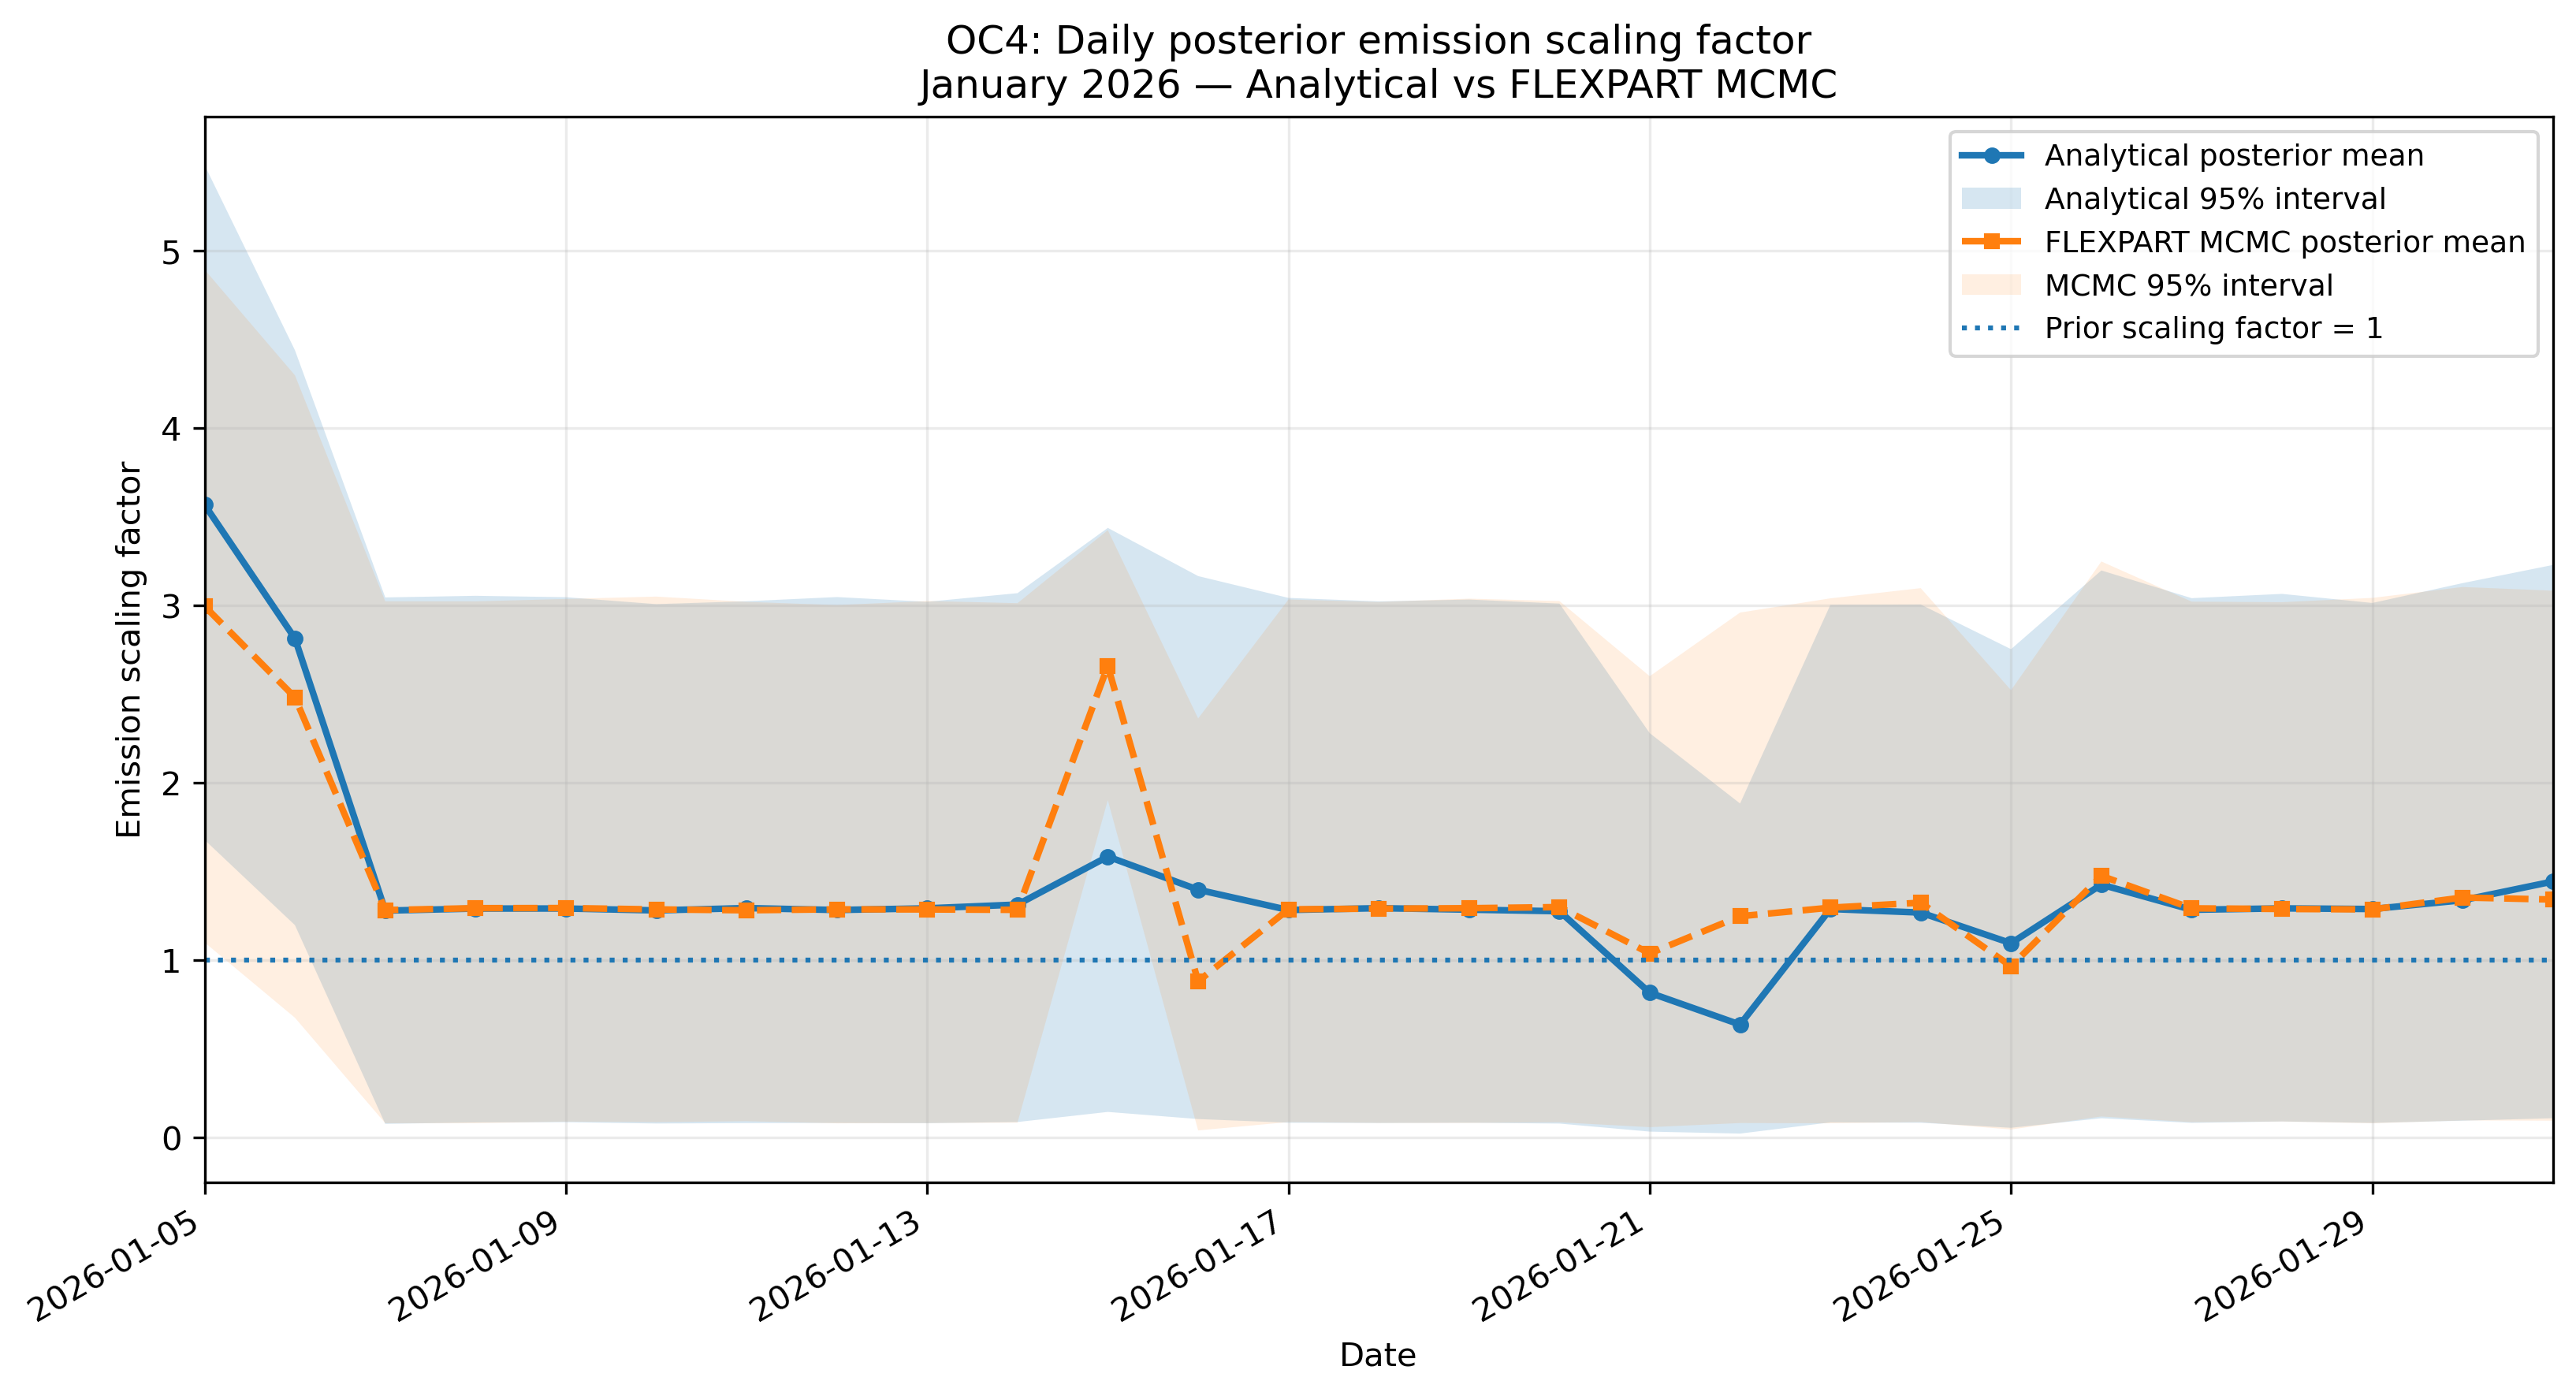 OC4: Daily posterior emission scaling factor
January 2026 — Analytical vs FLEXPART MCMC
Analytical posterior mean
Analytical 95% interval
FLEXPART MCMC posterior mean
MCMC 95% interval
Prior scaling factor = 1
Emission scaling factor
5
4
3
2
1
0
2026-01-05
2026-01-09
2026-01-13
2026-01-17
2026-01-21
2026-01-25
2026-01-29
Date